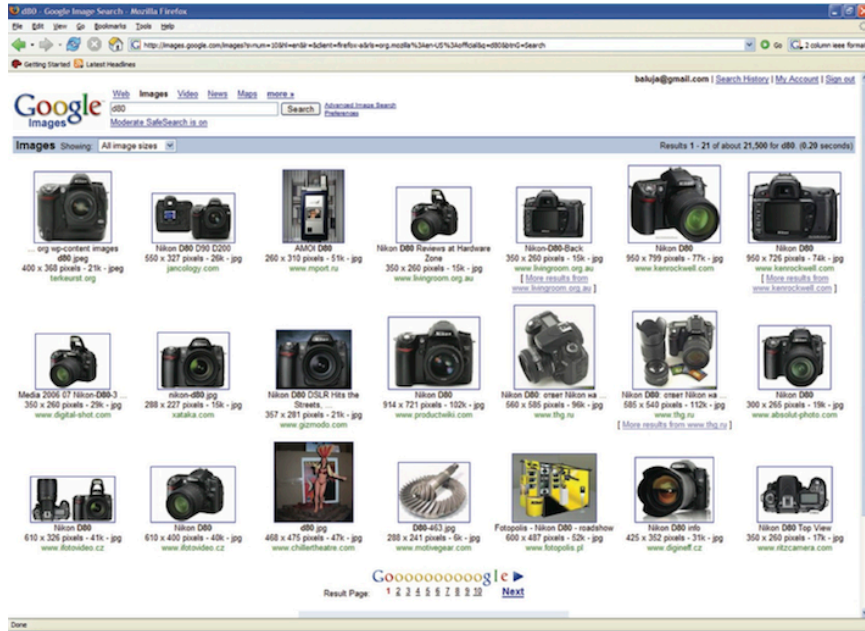 d80 - Google Image Search - Mozilla Firefox
File Edit View Go Bookmarks Tools Help
Go
2 column ieee format
Getting Started Latest Headlines
baluja@gmail.com | Search History | My Account | Sign out
Google
Images
Web Images Video News Maps more »
d80 Search
Advanced Image Search
Preferences
Moderate SafeSearch is on
Images Showing: All image sizes
Results 1 - 21 of about 21,500 for d80. (0.20 seconds)
... org wp-content images
d80.jpeg
400 x 368 pixels - 21k - jpeg
terkeurst.org
Nikon D80 D90 D200
550 x 327 pixels - 26k - jpg
jancology.com
AMOI D80
260 x 310 pixels - 51k - jpg
www.mport.ru
Nikon D80 Reviews at Hardware
Zone
350 x 260 pixels - 15k - jpg
www.livingroom.org.au
Nikon-D80-Back
350 x 260 pixels - 15k - jpg
www.livingroom.org.au
[ More results from
www.livingroom.org.au ]
Nikon D80
950 x 799 pixels - 77k - jpg
www.kenrockwell.com
Nikon D80
950 x 726 pixels - 74k - jpg
www.kenrockwell.com
[ More results from
www.kenrockwell.com ]
Media 2006 07 Nikon-D80-3 ...
350 x 260 pixels - 29k - jpg
www.digital-shot.com
nikon-d80.jpg
288 x 227 pixels - 15k - jpg
xataka.com
Nikon D80 DSLR Hits the
Streets, ...
357 x 281 pixels - 21k - jpg
www.gizmodo.com
Nikon D80
914 x 721 pixels - 102k - jpg
www.productwiki.com
Nikon D80: ответ Nikon на ...
560 x 585 pixels - 96k - jpg
www.thg.ru
Nikon D80: ответ Nikon на ...
585 x 540 pixels - 112k - jpg
www.thg.ru
[ More results from www.thg.ru ]
Nikon D80
300 x 265 pixels - 19k - jpg
www.absolut-photo.com
Nikon D80
610 x 326 pixels - 41k - jpg
www.ifotovideo.cz
Nikon D80
610 x 400 pixels - 40k - jpg
www.ifotovideo.cz
d80.jpg
468 x 475 pixels - 47k - jpg
www.chillertheatre.com
D80-463.jpg
288 x 241 pixels - 6k - jpg
www.motivegear.com
Fotopolis - Nikon D80 - roadshow
600 x 487 pixels - 52k - jpg
www.fotopolis.pl
Nikon D80 info
425 x 352 pixels - 31k - jpg
www.digineff.cz
Nikon D80 Top View
350 x 260 pixels - 17k - jpg
www.ritzcamera.com
Goooooooooogle
Result Page: 1 2 3 4 5 6 7 8 9 10 Next
Done